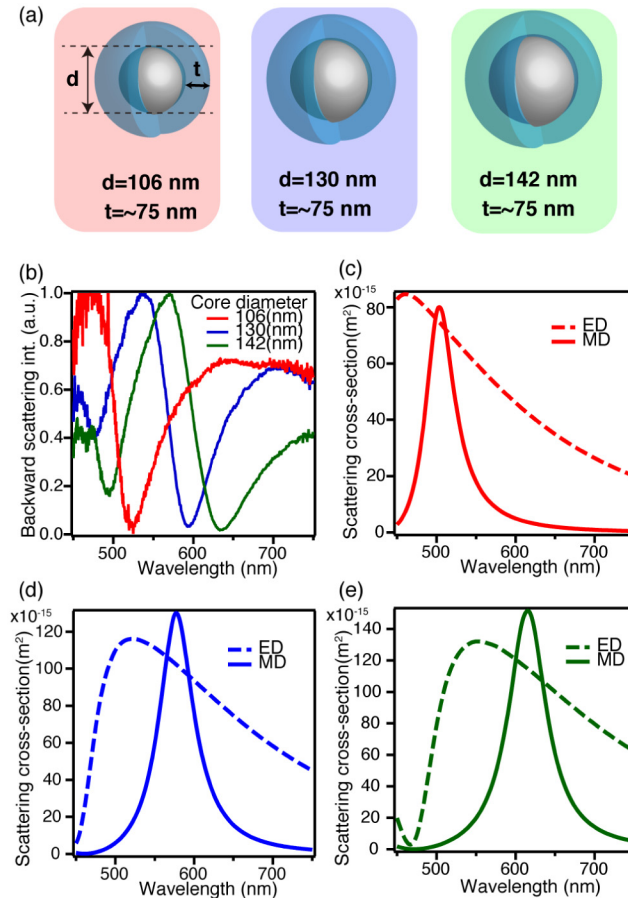 (a)
d
t
d=106 nm
t=~75 nm
d=130 nm
t=~75 nm
d=142 nm
t=~75 nm
(b)
Backward scattering int. (a.u.)
1.0
0.8
0.6
0.4
0.2
0.0
Core diameter
106(nm)
130(nm)
142(nm)
500
600
700
Wavelength (nm)
(c)
x10-15
Scattering cross-section(m2)
80
60
40
20
0
ED
MD
500
600
700
Wavelength (nm)
(d)
x10-15
Scattering cross-section(m2)
120
100
80
60
40
20
0
ED
MD
500
600
700
Wavelength (nm)
(e)
x10-15
Scattering cross-section(m2)
140
120
100
80
60
40
20
0
ED
MD
500
600
700
Wavelength (nm)